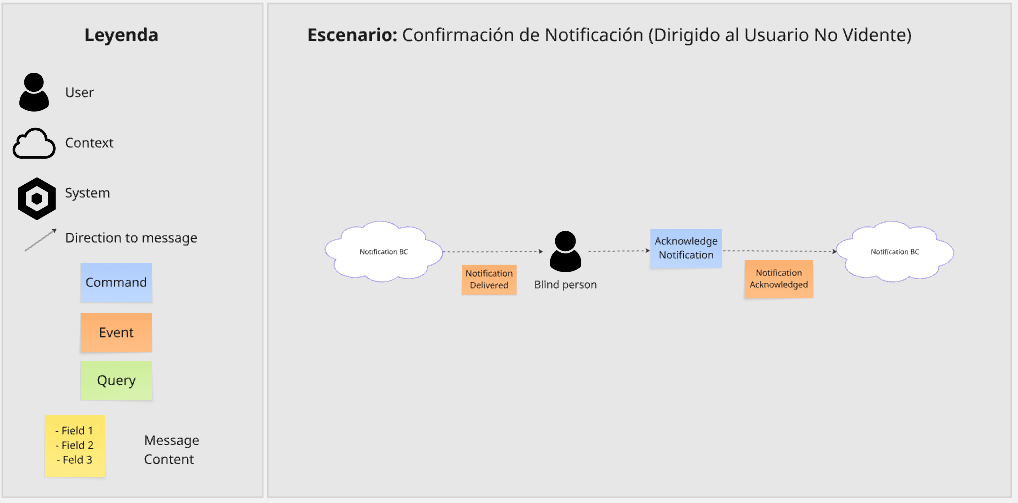 Leyenda
User
Context
System
Direction to message
Command
Event
Query
- Field 1
- Field 2
- Feld 3
Message
Content
Escenario: Confirmación de Notificación (Dirigido al Usuario No Vidente)
Notification BC
Notification
Delivered
Blind person
Acknowledge
Notification
Notification
Acknowledged
Notification BC